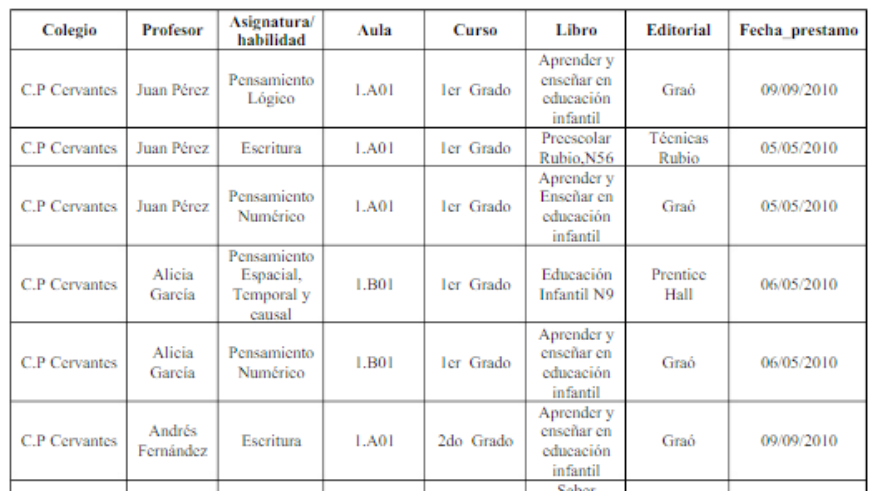 Colegio Profesor Asignatura/ habilidad Aula Curso Libro Editorial Fecha_prestamo
C.P Cervantes Juan Pérez Pensamiento Lógico 1.A01 1er Grado Aprender y enseñar en educación infantil Graó 09/09/2010
C.P Cervantes Juan Pérez Escritura 1.A01 1er Grado Preescolar Rubio,N56 Técnicas Rubio 05/05/2010
C.P Cervantes Juan Pérez Pensamiento Numérico 1.A01 1er Grado Aprender y Enseñar en educación infantil Graó 05/05/2010
C.P Cervantes Alicia García Pensamiento Espacial, Temporal y causal 1.B01 1er Grado Educación Infantil N9 Prentice Hall 06/05/2010
C.P Cervantes Alicia García Pensamiento Numérico 1.B01 1er Grado Aprender y enseñar en educación infantil Graó 06/05/2010
C.P Cervantes Andrés Fernández Escritura 1.A01 2do Grado Aprender y enseñar en educación infantil Graó 09/09/2010